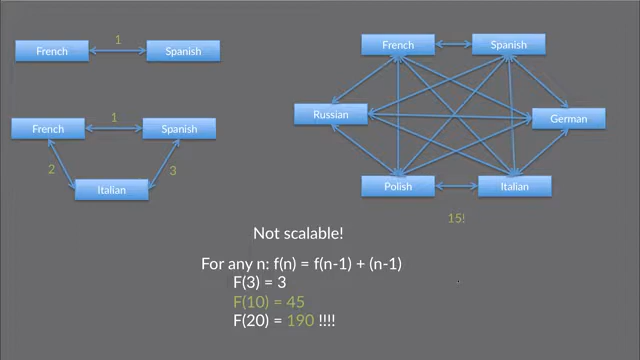 1
French
Spanish
1
French
Spanish
2
3
Italian
French
Spanish
Russian
German
Polish
Italian
15!
Not scalable!
For any n: f(n) = f(n-1) + (n-1)
F(3) = 3
F(10) = 45
F(20) = 190 !!!!